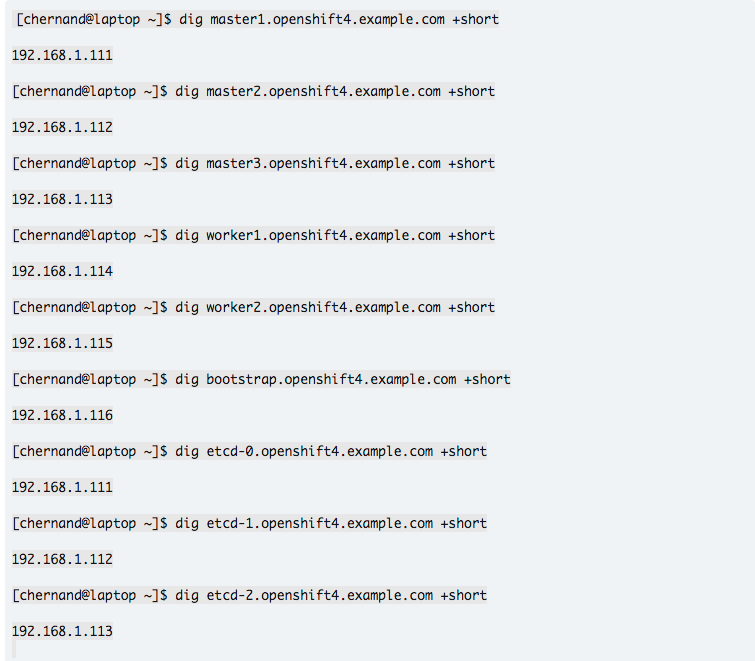 [chernand@laptop ~]$ dig master1.openshift4.example.com +short
192.168.1.111
[chernand@laptop ~]$ dig master2.openshift4.example.com +short
192.168.1.112
[chernand@laptop ~]$ dig master3.openshift4.example.com +short
192.168.1.113
[chernand@laptop ~]$ dig worker1.openshift4.example.com +short
192.168.1.114
[chernand@laptop ~]$ dig worker2.openshift4.example.com +short
192.168.1.115
[chernand@laptop ~]$ dig bootstrap.openshift4.example.com +short
192.168.1.116
[chernand@laptop ~]$ dig etcd-0.openshift4.example.com +short
192.168.1.111
[chernand@laptop ~]$ dig etcd-1.openshift4.example.com +short
192.168.1.112
[chernand@laptop ~]$ dig etcd-2.openshift4.example.com +short
192.168.1.113